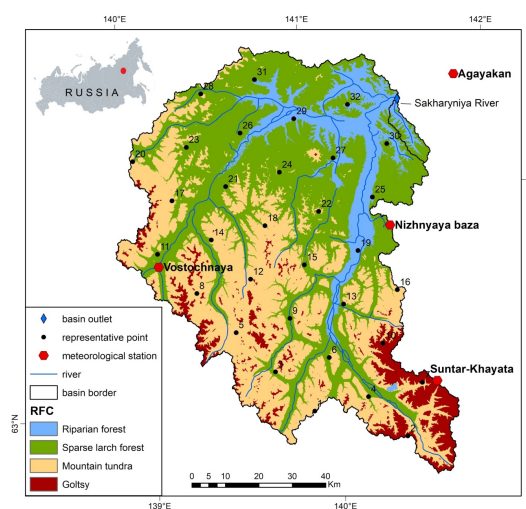 140°E 141°E 142°E
RUSSIA
31
Agayakan
28
32
Sakharyniya River
29
26
30
23
27
20
24
21
25
17
22
18
Nizhnyaya baza
14
19
11
15
Vostochnaya
12
16
8
13
9
5
6
Suntar-Khayata
4
basin outlet
representative point
meteorological station
river
basin border
RFC
Riparian forest
Sparse larch forest
Mountain tundra
Goltsy
63°N
0 5 10 20 30 40
Km
139°E 140°E